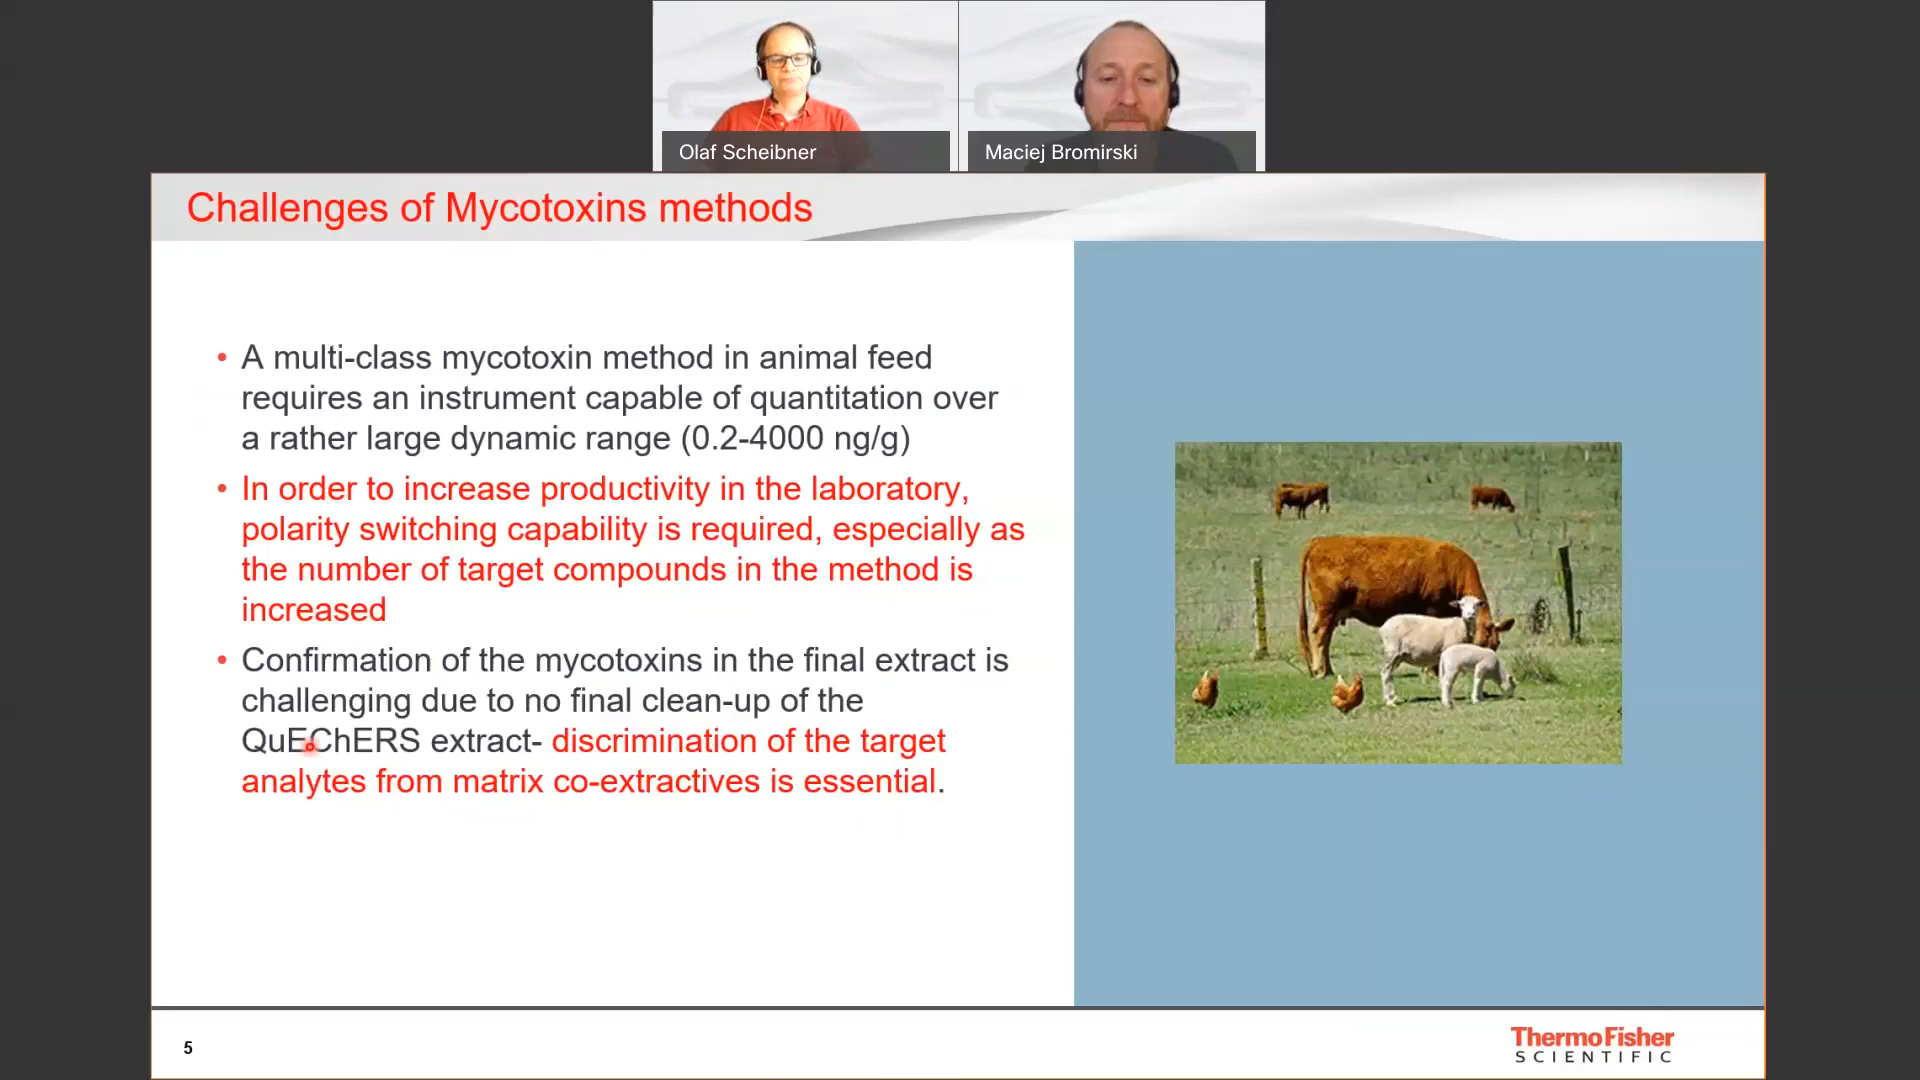 Olaf Scheibner
Maciej Bromirski
Challenges of Mycotoxins methods
• A multi-class mycotoxin method in animal feed
requires an instrument capable of quantitation over
a rather large dynamic range (0.2-4000 ng/g)
• In order to increase productivity in the laboratory,
polarity switching capability is required, especially as
the number of target compounds in the method is
increased
• Confirmation of the mycotoxins in the final extract is
challenging due to no final clean-up of the
QuEChERS extract- discrimination of the target
analytes from matrix co-extractives is essential.
5
ThermoFisher
SCIENTIFIC